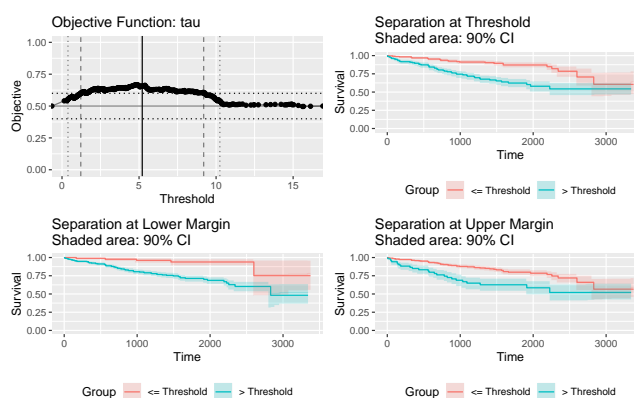 Objective Function: tau
1.00
0.75
0.50
0.25
0.00
Objective
0
5
10
15
Threshold
Separation at Threshold
Shaded area: 90% CI
1.00
0.75
0.50
0.25
0.00
Survival
0
1000
2000
3000
Time
Group
<= Threshold
> Threshold
Separation at Lower Margin
Shaded area: 90% CI
1.00
0.75
0.50
0.25
0.00
Survival
0
1000
2000
3000
Time
Group
<= Threshold
> Threshold
Separation at Upper Margin
Shaded area: 90% CI
1.00
0.75
0.50
0.25
0.00
Survival
0
1000
2000
3000
Time
Group
<= Threshold
> Threshold